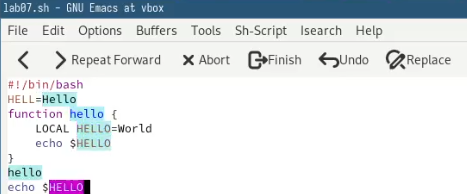 lab07.sh - GNU Emacs at vbox
File Edit Options Buffers Tools Sh-Script Isearch Help
Repeat Forward Abort Finish Undo Replace
#!/bin/bash
HELL=Hello
function hello {
    LOCAL HELLO=World
    echo $HELLO
}
hello
echo $HELLO